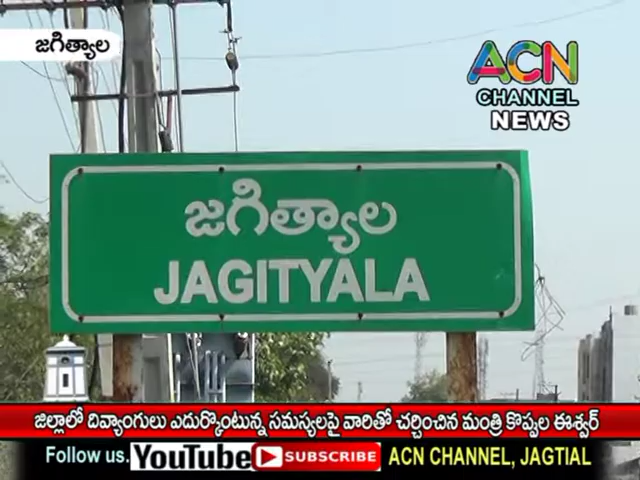 జగిత్యాల
ACN
CHANNEL
NEWS
జగిత్యాల
JAGITYALA
జిల్లాలో దివ్యాంగులు ఎదుర్కొంటున్న సమస్యలపై వారితో చర్చించిన మంత్రి కొప్పుల ఈశ్వర్
Follow us on. YouTube SUBSCRIBE ACN CHANNEL, JAGTIAL